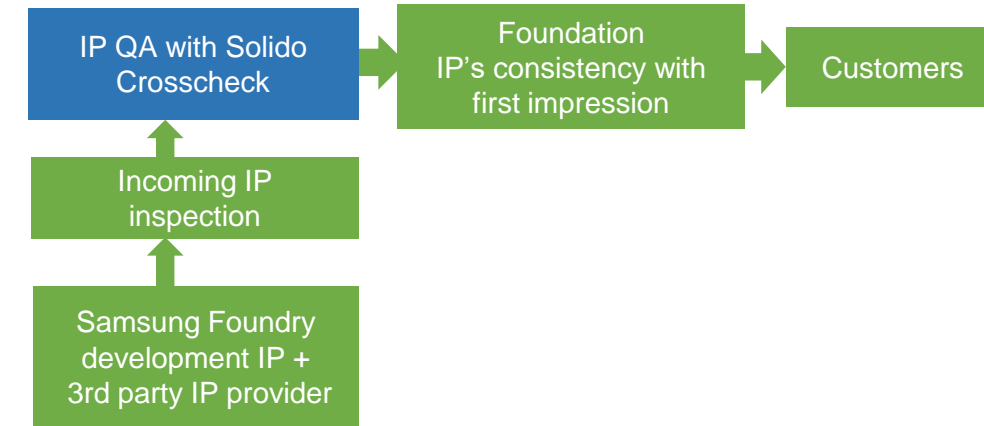 IP QA with Solido
Crosscheck
Foundation
IP’s consistency with
first impression
Customers
Incoming IP
inspection
Samsung Foundry
development IP +
3rd party IP provider